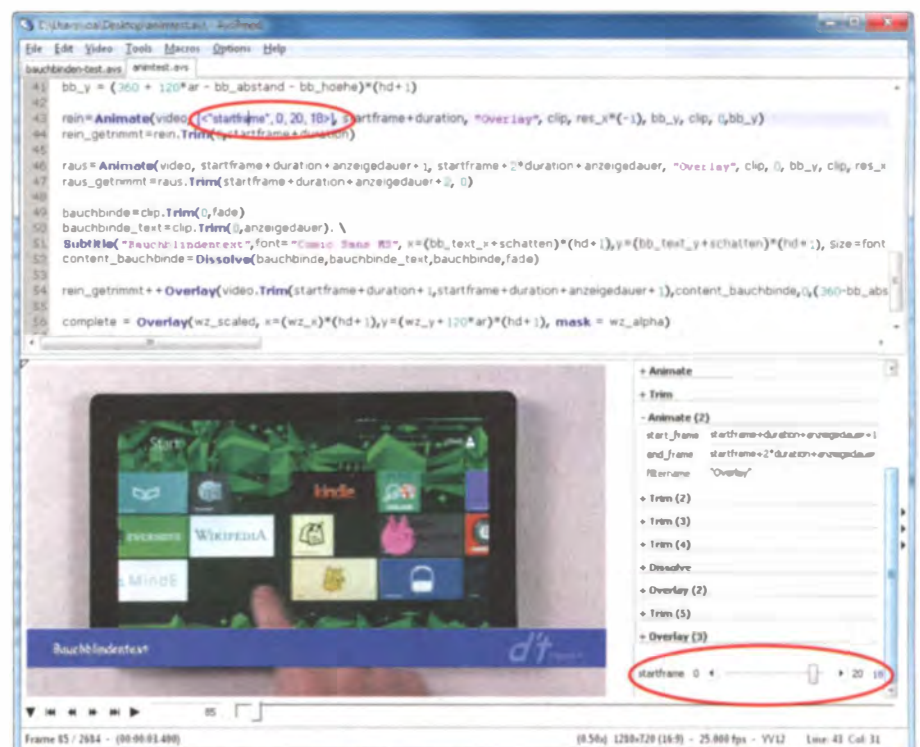 File Edit Video Tools Macros Options Help
bauchbinden-test.avs animtest.avs
41 bb_y = (360 + 120*ar - bb_abstand - bb_hoehe)*(hd+1)
42
43 rein=Animate(video, [<"startframe", 0, 20, 18>], startframe+duration, "Overlay", clip, res_x*(-1), bb_y, clip, 0,bb_y)
44 rein_getrimmt=rein.Trim(startframe+duration)
45
46 raus=Animate(video, startframe+duration+anzeigedauer+1, startframe+2*duration+anzeigedauer, "Overlay", clip, 0, bb_y, clip, res_x
47 raus_getrimmt=raus.Trim(startframe+duration+anzeigedauer+2, 0)
48
49 bauchbinde=clip.Trim(0,fade)
50 bauchbinde_text=clip.Trim(0,anzeigedauer). \
51 Subtitle("Bauchblindentext",font="Comic Sans MS", x=(bb_text_x+schatten)*(hd+1),y=(bb_text_y+schatten)*(hd+1), size=font
52 content_bauchbinde=Dissolve(bauchbinde,bauchbinde_text,bauchbinde,fade)
53
54 rein_getrimmt++Overlay(video.Trim(startframe+duration+1,startframe+duration+anzeigedauer+1),content_bauchbinde,0,(360-bb_abs
55
56 complete = Overlay(wz_scaled, x=(wz_x)*(hd+1),y=(wz_y+120*ar)*(hd+1), mask = wz_alpha)
Start
kindle
EVERNOTE
WIKIPEDIA
MindE
Bauchblindentext
c't
+ Animate
+ Trim
- Animate (2)
start_frame startframe+duration+anzeigedauer+1
end_frame startframe+2*duration+anzeigedauer
filtername "Overlay"
+ Trim (2)
+ Trim (3)
+ Trim (4)
+ Dissolve
+ Overlay (2)
+ Trim (5)
+ Overlay (3)
startframe 0 20 18
85
Frame 85 / 2684 - (00:00:03.400)
(0.50x) 1280x720 (16:9) - 25.000 fps - YV12 Line: 43 Col: 31